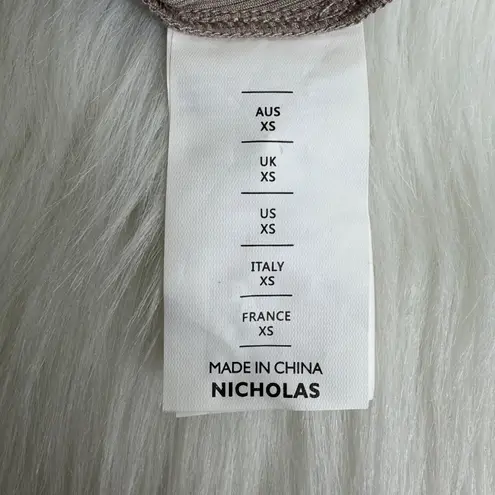 AUS
XS
UK
XS
US
XS
ITALY
XS
FRANCE
XS
MADE IN CHINA
NICHOLAS